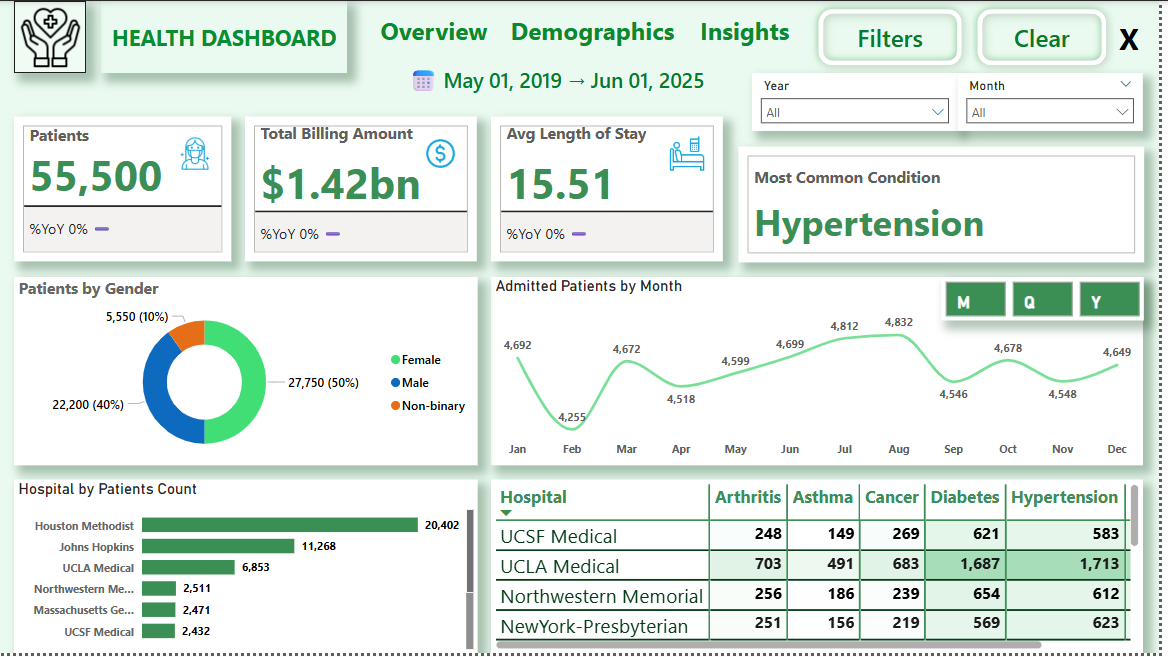 HEALTH DASHBOARD
Overview Demographics Insights
Filters
Clear
X
May 01, 2019 → Jun 01, 2025
Year
All
Month
All
Patients
55,500
%YoY 0%
Total Billing Amount
$
$1.42bn
%YoY 0%
Avg Length of Stay
15.51
%YoY 0%
Most Common Condition
Hypertension
Patients by Gender
5,550 (10%)
27,750 (50%)
22,200 (40%)
Female
Male
Non-binary
Admitted Patients by Month
M Q Y
4,692
4,255
4,672
4,518
4,599
4,699
4,812
4,832
4,546
4,678
4,548
4,649
Jan Feb Mar Apr May Jun Jul Aug Sep Oct Nov Dec
Hospital by Patients Count
Houston Methodist 20,402
Johns Hopkins 11,268
UCLA Medical 6,853
Northwestern Me... 2,511
Massachusetts Ge... 2,471
UCSF Medical 2,432
Hospital Arthritis Asthma Cancer Diabetes Hypertension
UCSF Medical 248 149 269 621 583
UCLA Medical 703 491 683 1,687 1,713
Northwestern Memorial 256 186 239 654 612
NewYork-Presbyterian 251 156 219 569 623